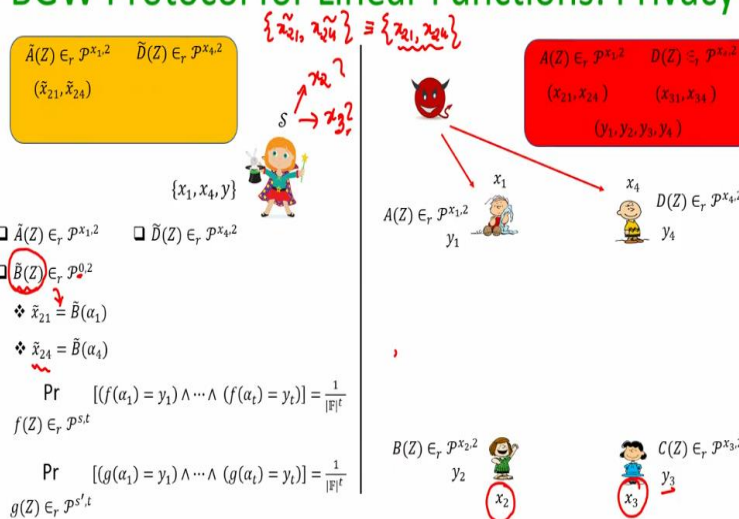 BGW Protocol for Linear Functions: Privacy
{x̃₂₁, x̃₂₄} ≡ {x₂₁, x₂₄}
Ã(Z) ∈ᵣ 𝒫^{x₁,2} D̃(Z) ∈ᵣ 𝒫^{x₄,2}
(x̃₂₁, x̃₂₄)
x₂?
S → x₃?
{x₁, x₄, y}
❑ Ã(Z) ∈ᵣ 𝒫^{x₁,2} ❑ D̃(Z) ∈ᵣ 𝒫^{x₄,2}
❑ B̃(Z) ∈ᵣ 𝒫^{0,2}
❖ x̃₂₁ = B̃(α₁)
❖ x̃₂₄ = B̃(α₄)
Pr [(f(α₁) = y₁) ∧ ⋯ ∧ (f(αₜ) = yₜ)] = 1/|𝔽|ᵗ
f(Z) ∈ᵣ 𝒫^{s,t}
Pr [(g(α₁) = y₁) ∧ ⋯ ∧ (g(αₜ) = yₜ)] = 1/|𝔽|ᵗ
g(Z) ∈ᵣ 𝒫^{s′,t}
A(Z) ∈ᵣ 𝒫^{x₁,2} D(Z) ∈ᵣ 𝒫^{x₄,2}
(x₂₁, x₂₄) (x₃₁, x₃₄)
(y₁, y₂, y₃, y₄)
x₁
A(Z) ∈ᵣ 𝒫^{x₁,2}
y₁
x₄
D(Z) ∈ᵣ 𝒫^{x₄,2}
y₄
B(Z) ∈ᵣ 𝒫^{x₂,2}
y₂
x₂
C(Z) ∈ᵣ 𝒫^{x₃,2}
y₃
x₃